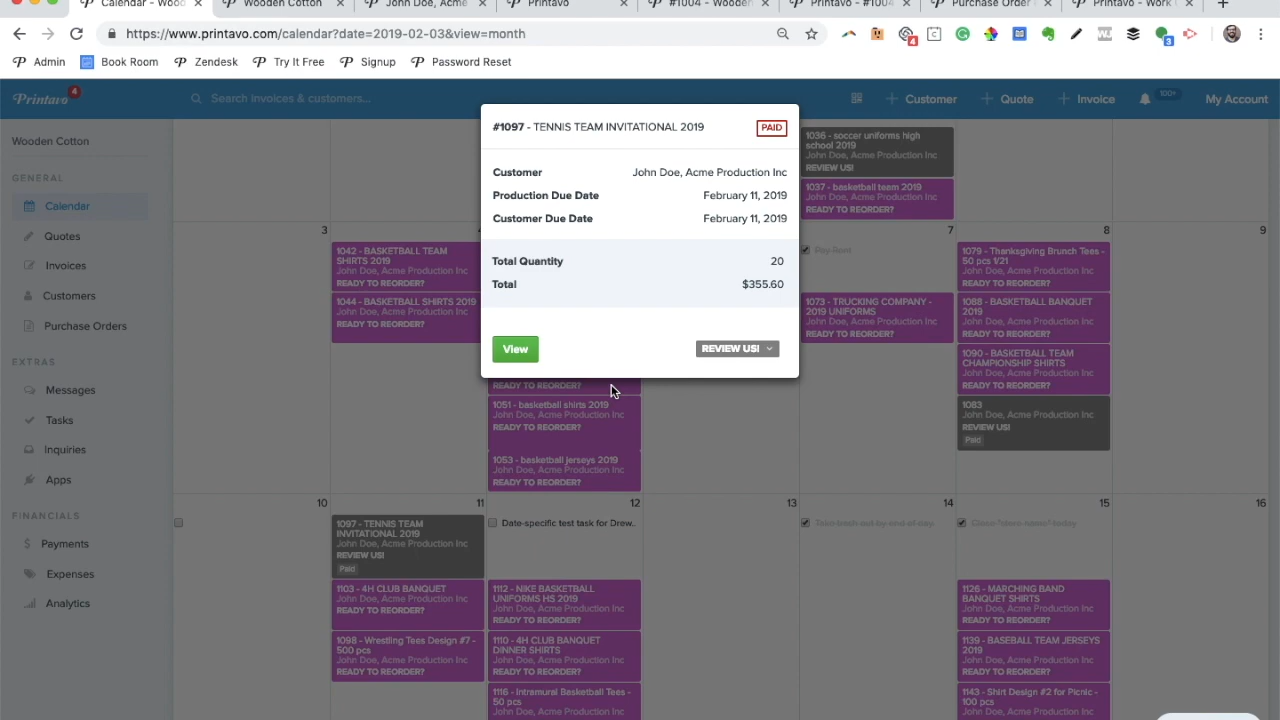 Calendar - Wood
Wooden Cotton
John Doe, Acme
Printavo
#1004 - Wooden
Printavo - #1004
Purchase Order
Printavo - Work
https://www.printavo.com/calendar?date=2019-02-03&view=month
4
3
Admin
Book Room
Zendesk
Try It Free
Signup
Password Reset
Printavo
4
Search invoices & customers...
Customer
Quote
Invoice
100+
My Account
Wooden Cotton
GENERAL
Calendar
Quotes
Invoices
Customers
Purchase Orders
EXTRAS
Messages
Tasks
Inquiries
Apps
FINANCIALS
Payments
Expenses
Analytics
#1097 - TENNIS TEAM INVITATIONAL 2019
PAID
Customer
John Doe, Acme Production Inc
Production Due Date
February 11, 2019
Customer Due Date
February 11, 2019
Total Quantity
20
Total
$355.60
View
REVIEW US!
1036 - soccer uniforms high
school 2019
John Doe, Acme Production Inc
REVIEW US!
1037 - basketball team 2019
John Doe, Acme Production Inc
READY TO REORDER?
3
7
8
9
1042 - BASKETBALL TEAM
SHIRTS 2019
John Doe, Acme Production Inc
READY TO REORDER?
1044 - BASKETBALL SHIRTS 2019
John Doe, Acme Production Inc
READY TO REORDER?
READY TO REORDER?
1051 - basketball shirts 2019
John Doe, Acme Production Inc
READY TO REORDER?
1053 - basketball jerseys 2019
John Doe, Acme Production Inc
READY TO REORDER?
Pay Rent
1073 - TRUCKING COMPANY -
2019 UNIFORMS
John Doe, Acme Production Inc
READY TO REORDER?
1079 - Thanksgiving Brunch Tees -
50 pcs 1/21
John Doe, Acme Production Inc
READY TO REORDER?
1088 - BASKETBALL BANQUET
2019
John Doe, Acme Production Inc
READY TO REORDER?
1090 - BASKETBALL TEAM
CHAMPIONSHIP SHIRTS
John Doe, Acme Production Inc
READY TO REORDER?
1083
John Doe, Acme Production Inc
REVIEW US!
Paid
10
11
12
13
14
15
16
1097 - TENNIS TEAM
INVITATIONAL 2019
John Doe, Acme Production Inc
REVIEW US!
Paid
1103 - 4H CLUB BANQUET
John Doe, Acme Production Inc
READY TO REORDER?
1098 - Wrestling Tees Design #7 -
500 pcs
John Doe, Acme Production Inc
READY TO REORDER?
Date-specific test task for Drew..
1112 - NIKE BASKETBALL
UNIFORMS HS 2019
John Doe, Acme Production Inc
READY TO REORDER?
1110 - 4H CLUB BANQUET
DINNER SHIRTS
John Doe, Acme Production Inc
READY TO REORDER?
1116 - Intramural Basketball Tees -
50 pcs
John Doe, Acme Production Inc
Take trash out by end of day
today
1126 - MARCHING BAND
BANQUET SHIRTS
John Doe, Acme Production Inc
READY TO REORDER?
1139 - BASEBALL TEAM JERSEYS
2019
John Doe, Acme Production Inc
READY TO REORDER?
1143 - Shirt Design #2 for Picnic -
100 pcs
John Doe, Acme Production Inc